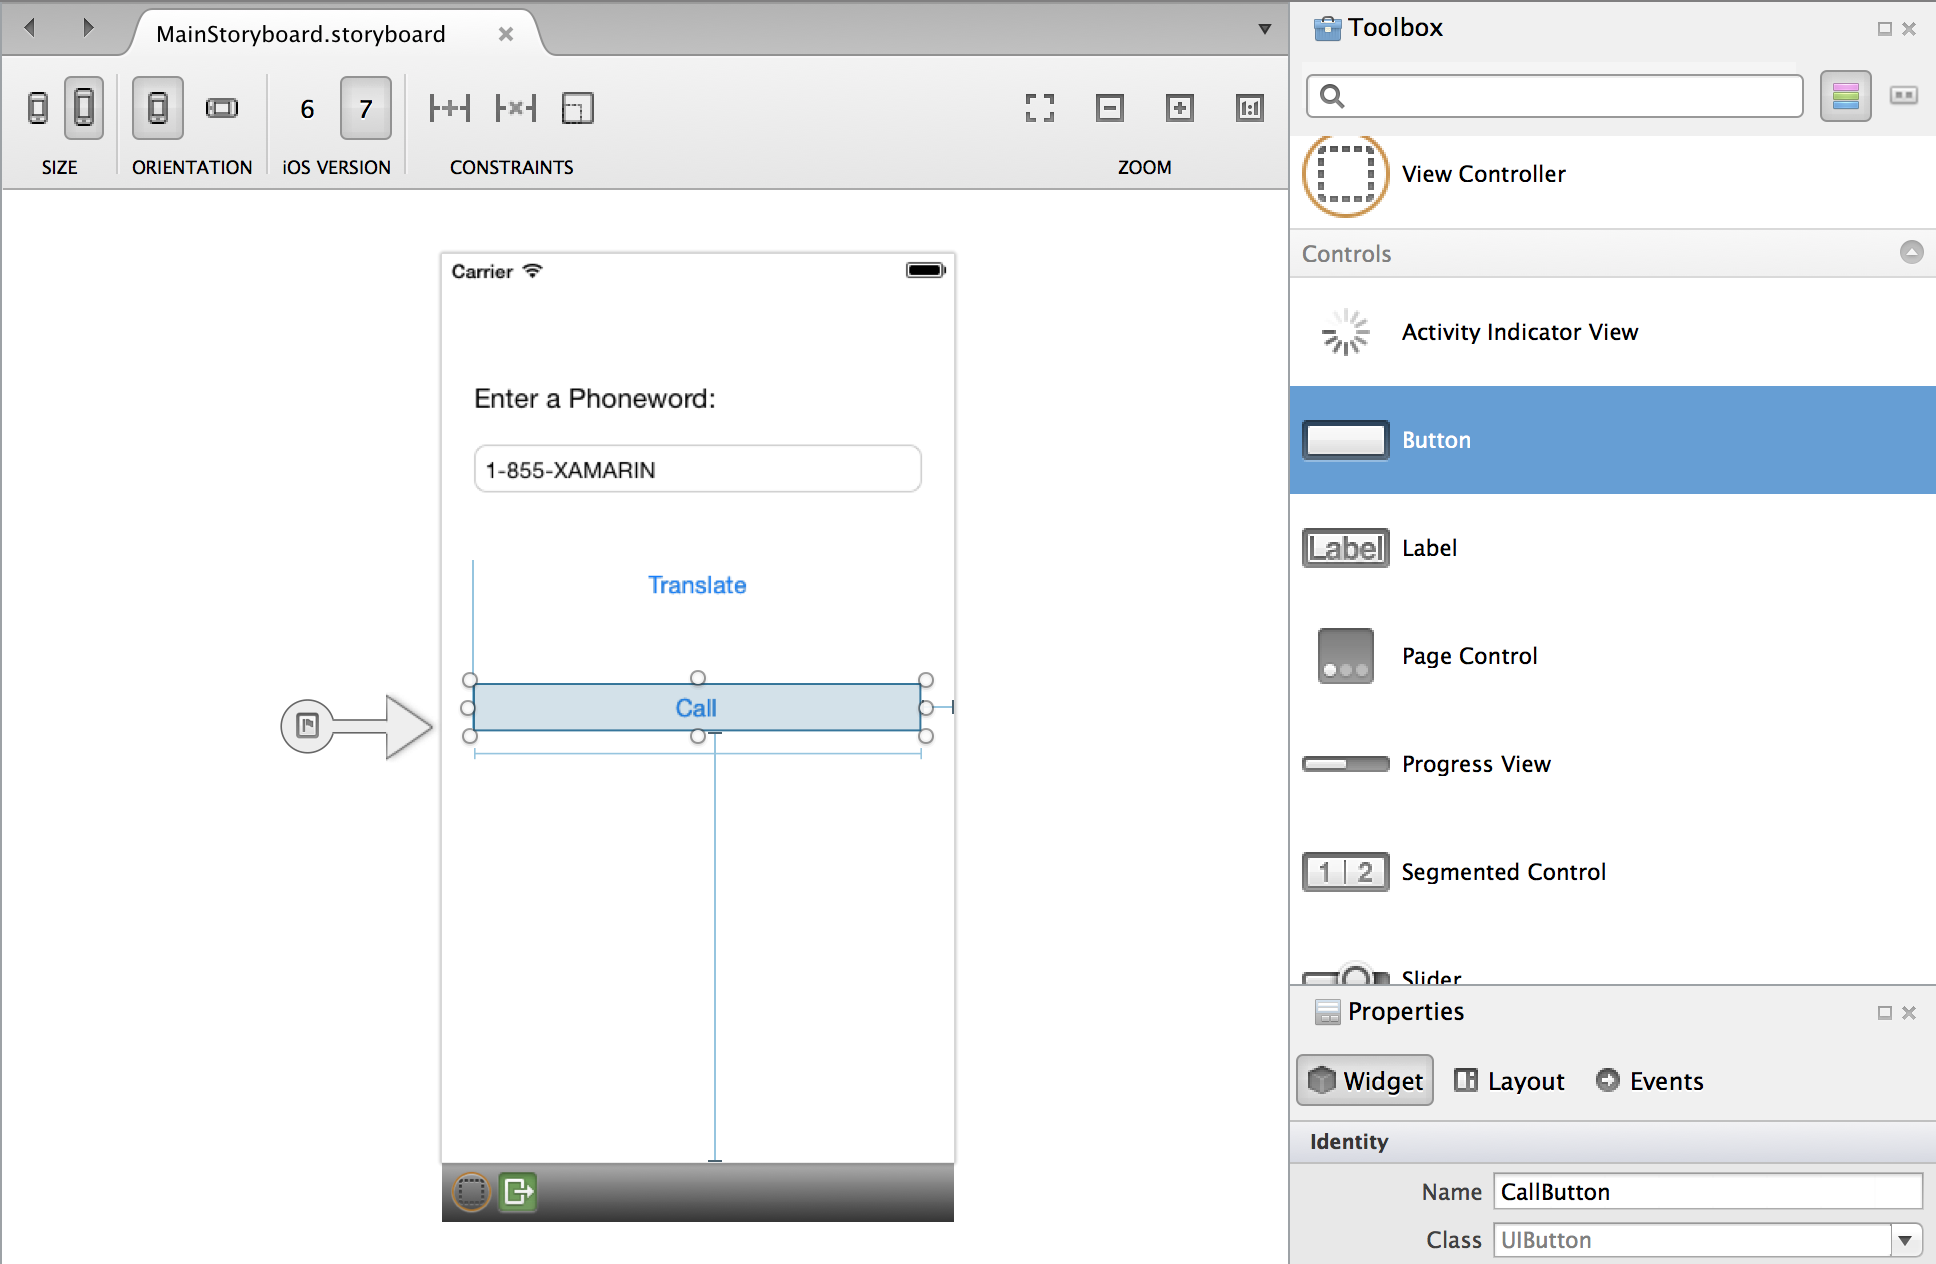 MainStoryboard.storyboard
6 7
SIZE ORIENTATION iOS VERSION CONSTRAINTS ZOOM
1:1
Carrier
Enter a Phoneword:
1-855-XAMARIN
Translate
Call
Toolbox
View Controller
Controls
Activity Indicator View
Button
Label Label
Page Control
Progress View
1 2 Segmented Control
Slider
Properties
Widget Layout Events
Identity
Name CallButton
Class UIButton